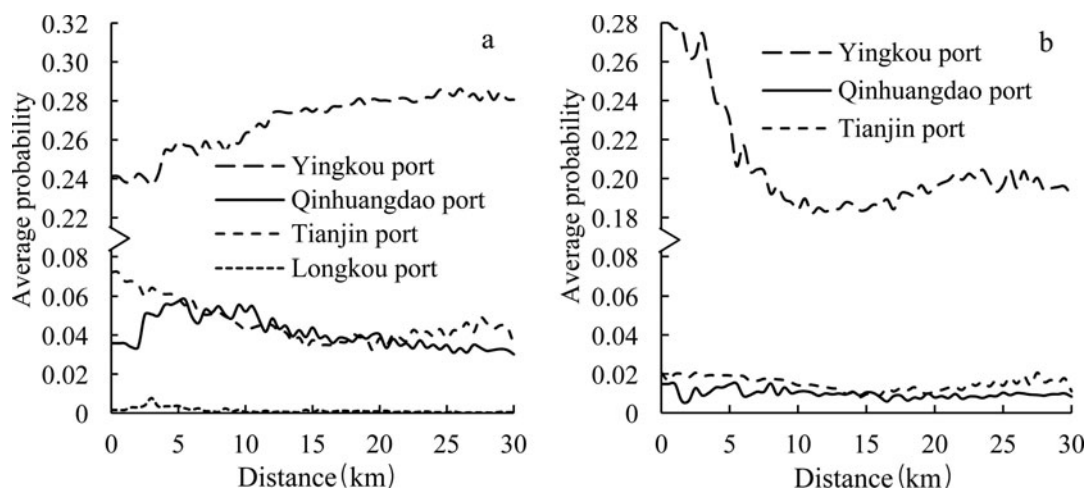 a
Average probability
0.32
0.30
0.28
0.26
0.24
0.22
0.08
0.06
0.04
0.02
0
Yingkou port
Qinhuangdao port
Tianjin port
Longkou port
0 5 10 15 20 25 30
Distance(km)
b
Average probability
0.28
0.26
0.24
0.22
0.20
0.18
0.08
0.06
0.04
0.02
0.00
Yingkou port
Qinhuangdao port
Tianjin port
0 5 10 15 20 25 30
Distance(km)